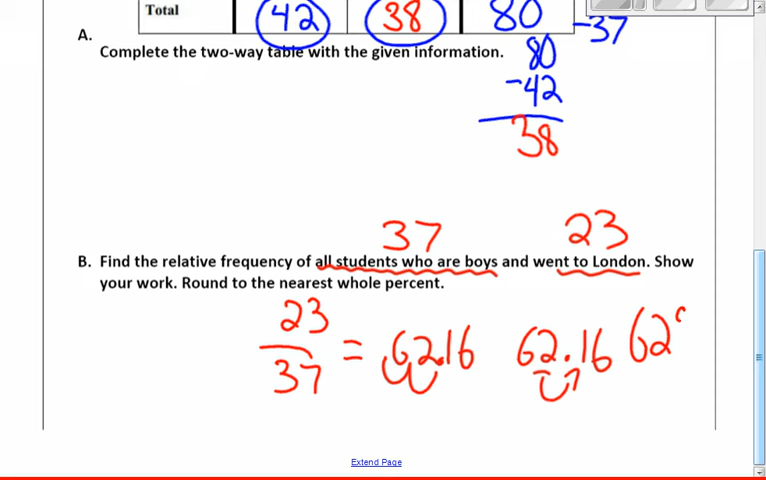 Total 42 38 80 -37
A.
Complete the two-way table with the given information. 80
-42
38
37 23
B. Find the relative frequency of all students who are boys and went to London. Show
your work. Round to the nearest whole percent.
23
37 = .62.16 62.16 62
Extend Page